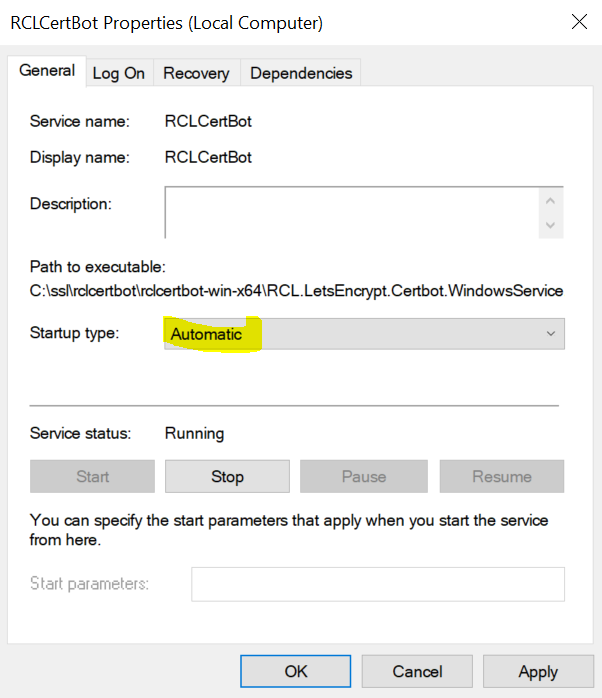 RCLCertBot Properties (Local Computer)
General Log On Recovery Dependencies
Service name: RCLCertBot
Display name: RCLCertBot
Description:
Path to executable:
C:\ssl\rclcertbot\rclcertbot-win-x64\RCL.LetsEncrypt.Certbot.WindowsService
Startup type: Automatic
Service status: Running
Start Stop Pause Resume
You can specify the start parameters that apply when you start the service
from here.
Start parameters:
OK Cancel Apply